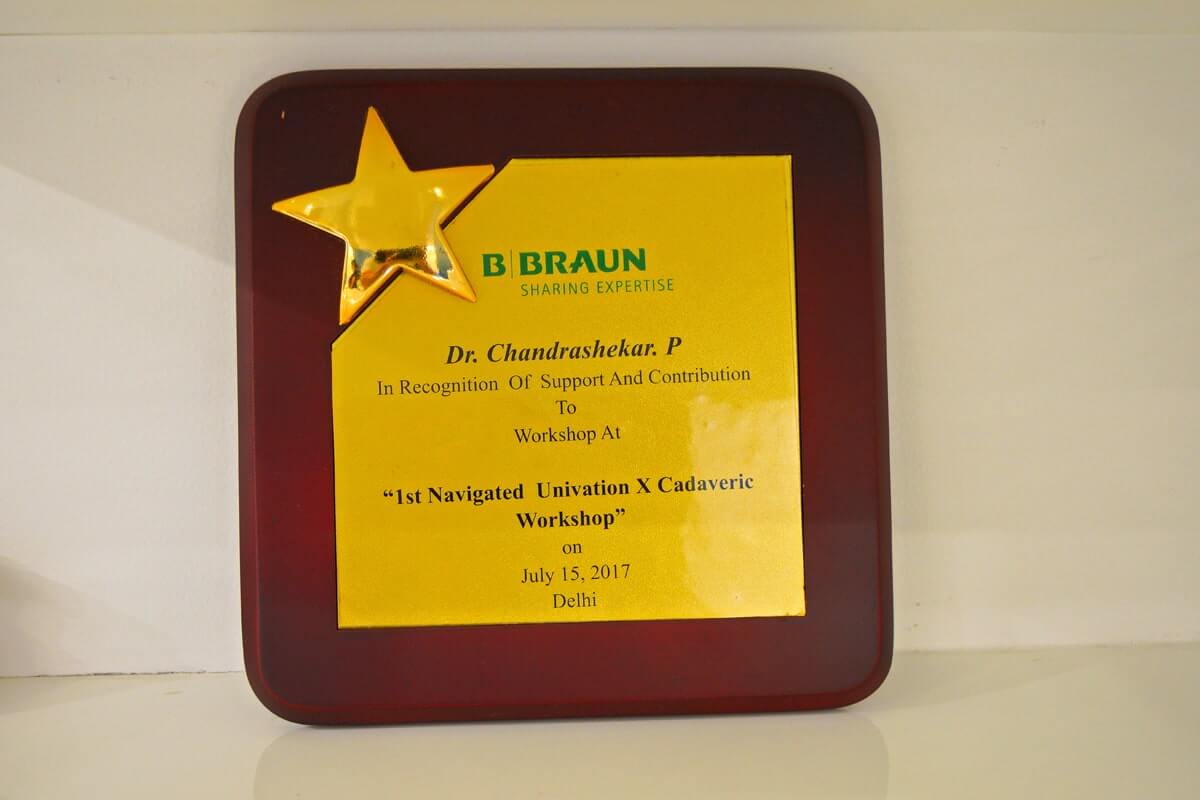 B|BRAUN
SHARING EXPERTISE
Dr. Chandrashekar. P
In Recognition Of Support And Contribution
To
Workshop At
“1st Navigated Univation X Cadaveric
Workshop”
on
July 15, 2017
Delhi